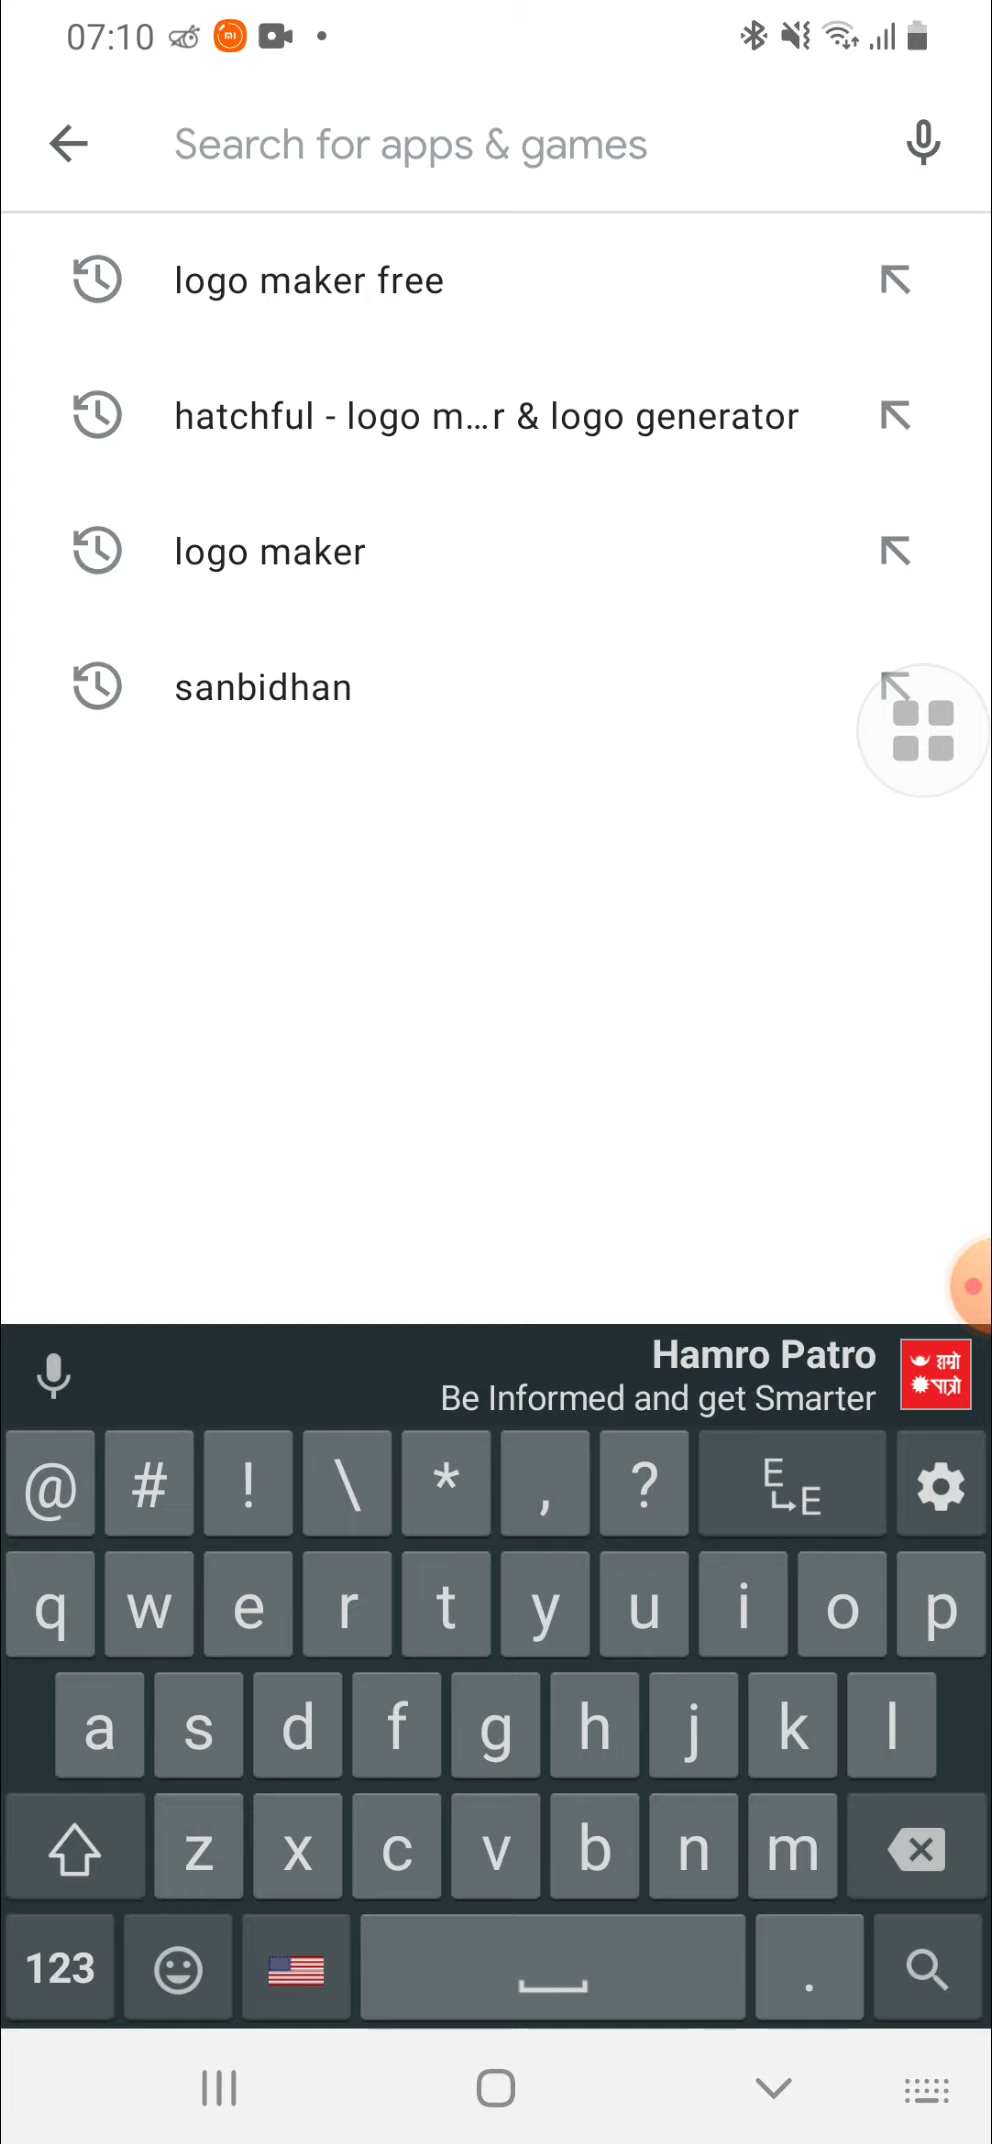 07:10
Search for apps & games
logo maker free
hatchful - logo m...r & logo generator
logo maker
sanbidhan
Hamro Patro
Be Informed and get Smarter
हाम्रो
पात्रो
@ # ! \ * , ? E E
q w e r t y u i o p
a s d f g h j k l
z x c v b n m
123 .